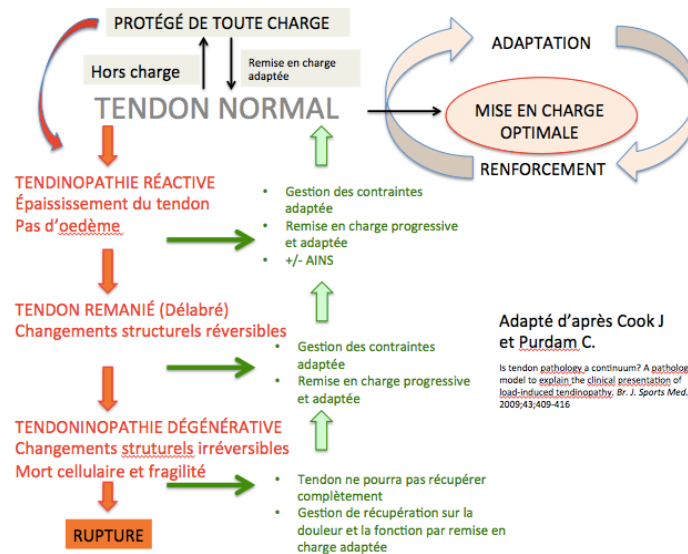 PROTÉGÉ DE TOUTE CHARGE
Hors charge
Remise en charge
adaptée
TENDON NORMAL
ADAPTATION
MISE EN CHARGE
OPTIMALE
RENFORCEMENT
TENDINOPATHIE RÉACTIVE
Épaississement du tendon
Pas d'oedème
• Gestion des contraintes
adaptée
• Remise en charge progressive
et adaptée
• +/- AINS
TENDON REMANIÉ (Délabré)
Changements structurels réversibles
• Gestion des contraintes
adaptée
• Remise en charge progressive
et adaptée
Adapté d'après Cook J
et Purdam C.
Is tendon pathology a continuum? A patholog
model to explain the clinical presentation of
load-induced tendinopathy. Br. J. Sports Med.
2009;43;409-416
TENDONINOPATHIE DÉGÉNÉRATIVE
Changements struturels irréversibles
Mort cellulaire et fragilité
• Tendon ne pourra pas récupérer
complètement
• Gestion de récupération sur la
douleur et la fonction par remise en
charge adaptée
RUPTURE